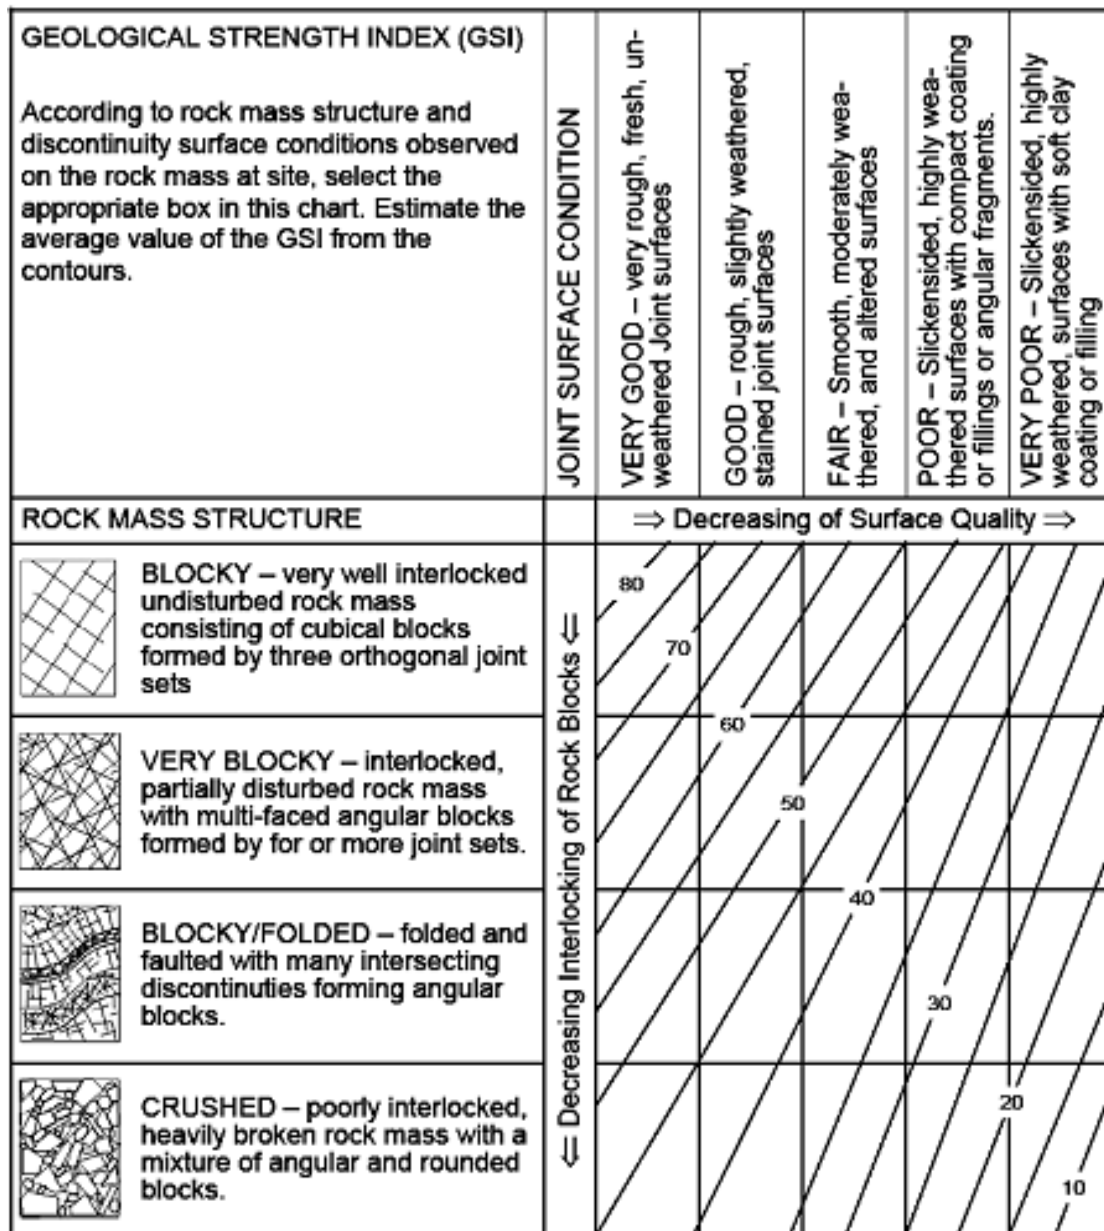 GEOLOGICAL STRENGTH INDEX (GSI)
According to rock mass structure and
discontinuity surface conditions observed
on the rock mass at site, select the
appropriate box in this chart. Estimate the
average value of the GSI from the
contours.
JOINT SURFACE CONDITION
VERY GOOD – very rough, fresh, un-
weathered Joint surfaces
GOOD – rough, slightly weathered,
stained joint surfaces
FAIR – Smooth, moderately wea-
thered, and altered surfaces
POOR – Slickensided, highly wea-
thered surfaces with compact coating
or fillings or angular fragments.
VERY POOR – Slickensided, highly
weathered, surfaces with soft clay
coating or filling
ROCK MASS STRUCTURE
⇒ Decreasing of Surface Quality ⇒
BLOCKY – very well interlocked
undisturbed rock mass
consisting of cubical blocks
formed by three orthogonal joint
sets
VERY BLOCKY – interlocked,
partially disturbed rock mass
with multi-faced angular blocks
formed by for or more joint sets.
BLOCKY/FOLDED – folded and
faulted with many intersecting
discontinuties forming angular
blocks.
CRUSHED – poorly interlocked,
heavily broken rock mass with a
mixture of angular and rounded
blocks.
⇐ Decreasing Interlocking of Rock Blocks ⇐
80
70
60
50
40
30
20
10